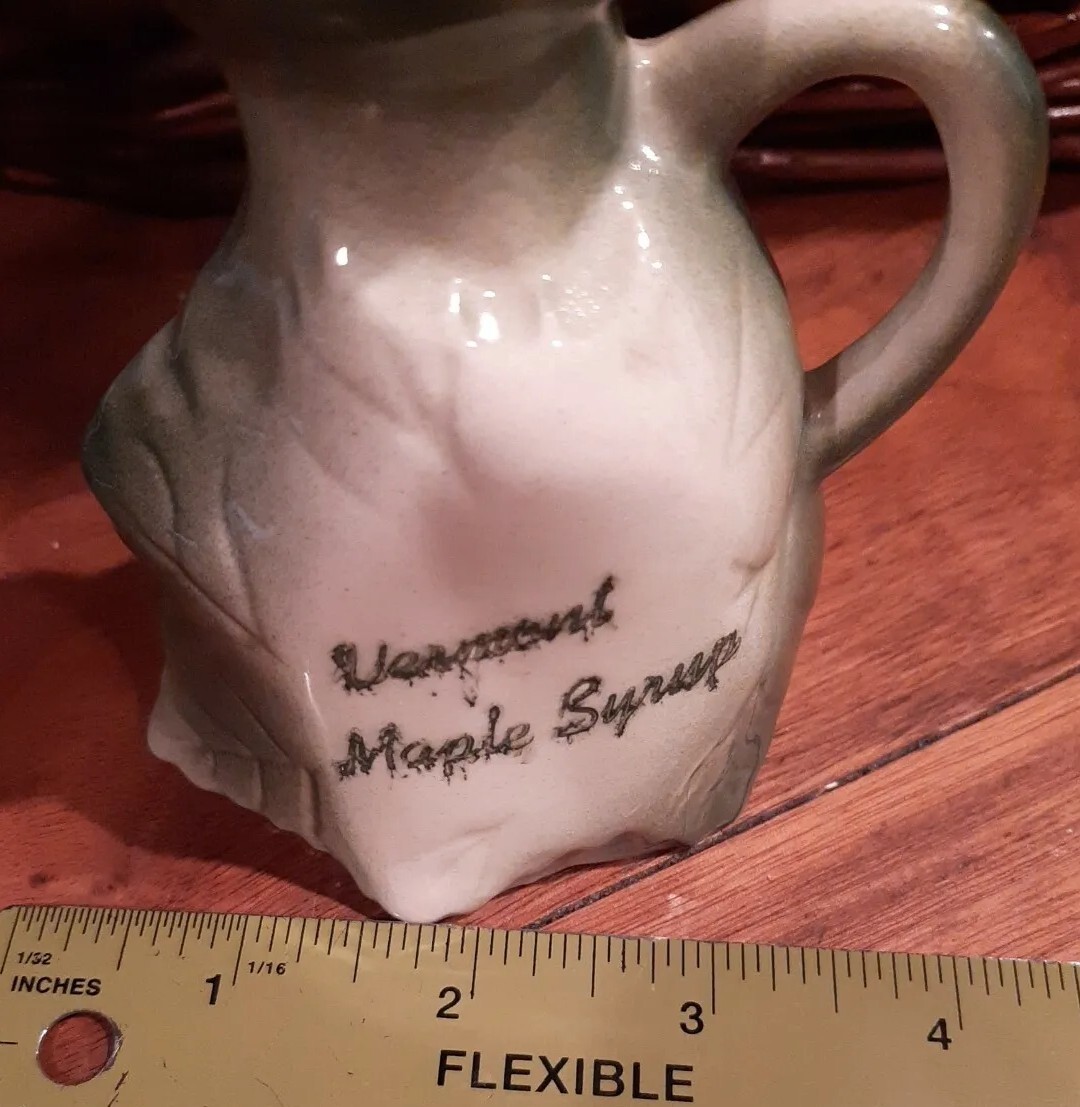 Vermont
Maple Syrup
1/32
INCHES
1 1/16
2
3
4
FLEXIBLE